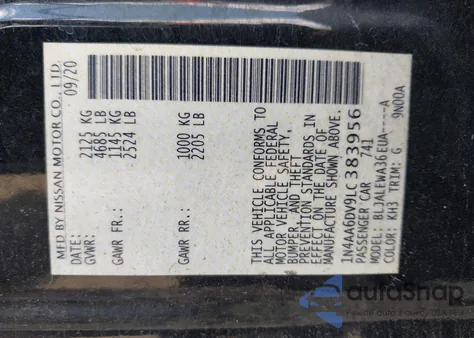 MFD BY NISSAN MOTOR CO., LTD.
09/20
GVWR: 2125 KG
4685 LB
GAWR FR.: 1145 KG
2524 LB
GAWR RR.: 1000 KG
2205 LB
THIS VEHICLE CONFORMS TO
ALL APPLICABLE FEDERAL
MOTOR VEHICLE SAFETY,
BUMPER, AND THEFT
PREVENTION STANDARDS IN
EFFECT ON THE DATE OF
MANUFACTURE SHOWN ABOVE.
1N4AA6DV9LC383956
PASSENGER CAR 741
MODEL: BLJALEWA36EUA----A
COLOR: KH3 TRIM: G 9N00A
autoSnap